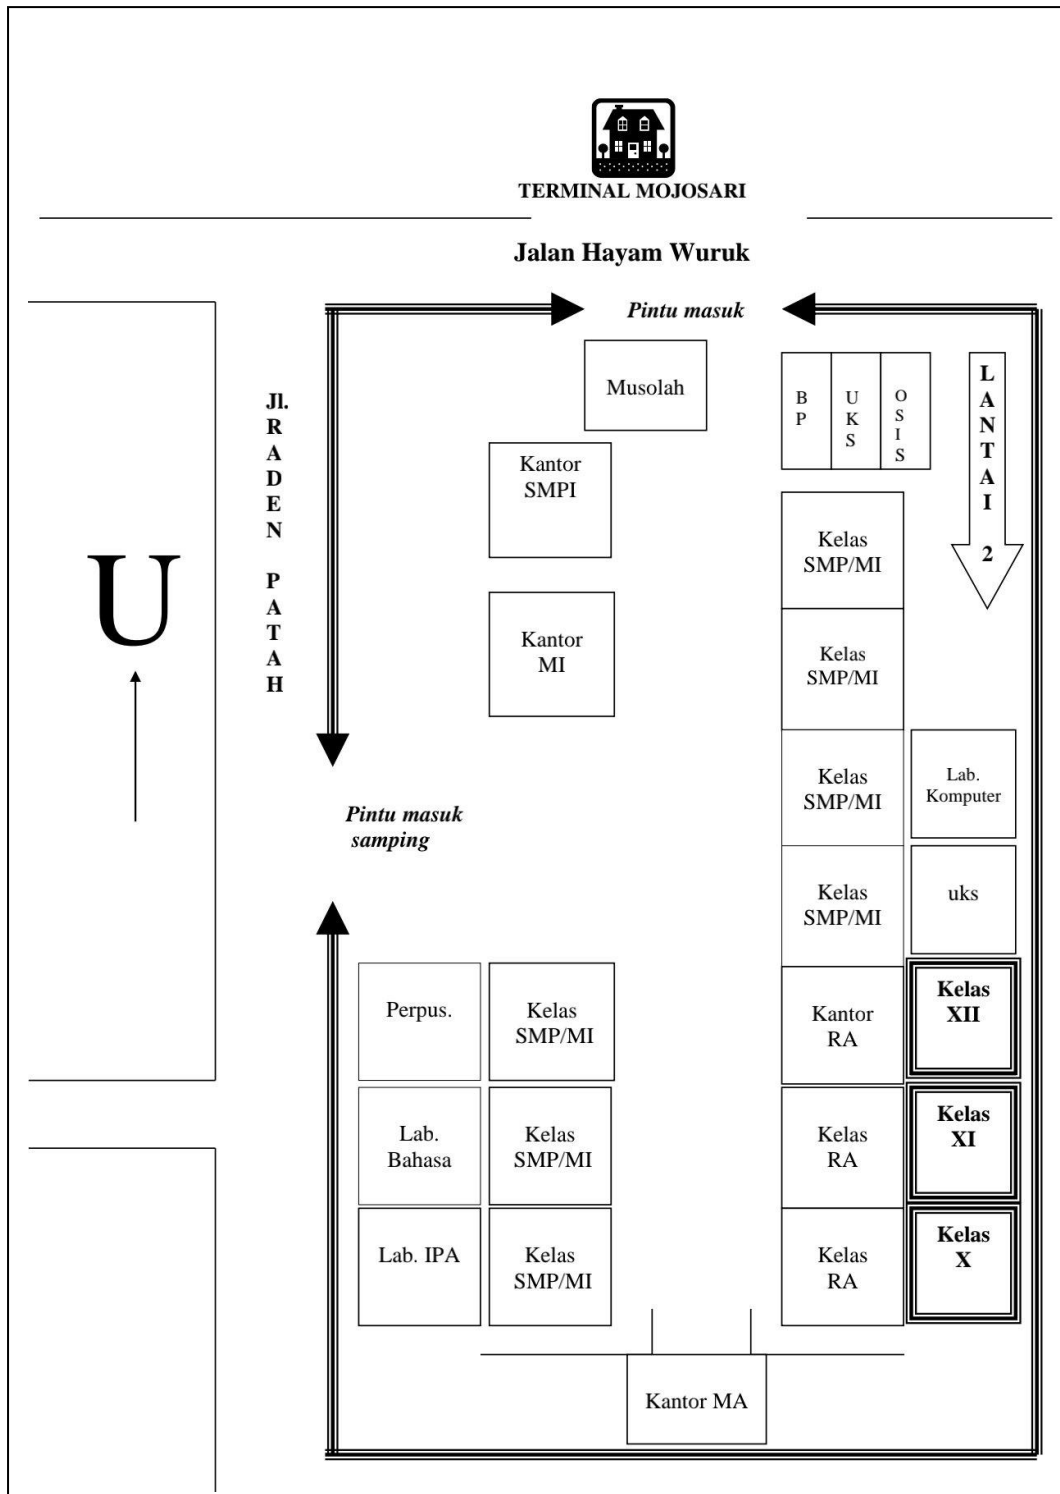 TERMINAL MOJOSARI
Jalan Hayam Wuruk
Pintu masuk
Musolah
BP
UKS
OSIS
LANTAI 2
Jl. RADEN PATAH
U
Kantor
SMPI
Kelas
SMP/MI
Kantor
MI
Kelas
SMP/MI
Kelas
SMP/MI
Lab.
Komputer
Pintu masuk
samping
Kelas
SMP/MI
uks
Perpus.
Kelas
SMP/MI
Kantor
RA
Kelas
XII
Lab.
Bahasa
Kelas
SMP/MI
Kelas
RA
Kelas
XI
Lab. IPA
Kelas
SMP/MI
Kelas
RA
Kelas
X
Kantor MA